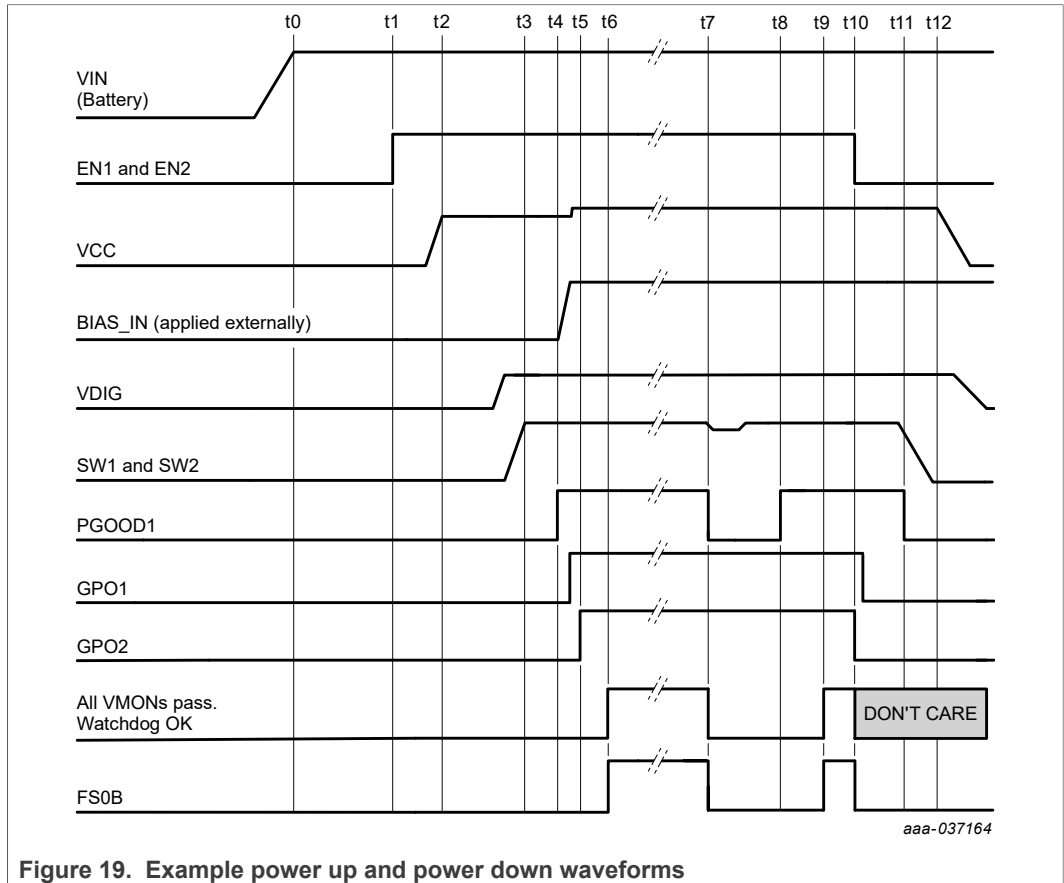 t0 t1 t2 t3 t4 t5 t6 t7 t8 t9 t10 t11 t12
VIN
(Battery)
EN1 and EN2
VCC
BIAS_IN (applied externally)
VDIG
SW1 and SW2
PGOOD1
GPO1
GPO2
All VMONs pass.
Watchdog OK
DON'T CARE
FS0B
aaa-037164
Figure 19. Example power up and power down waveforms